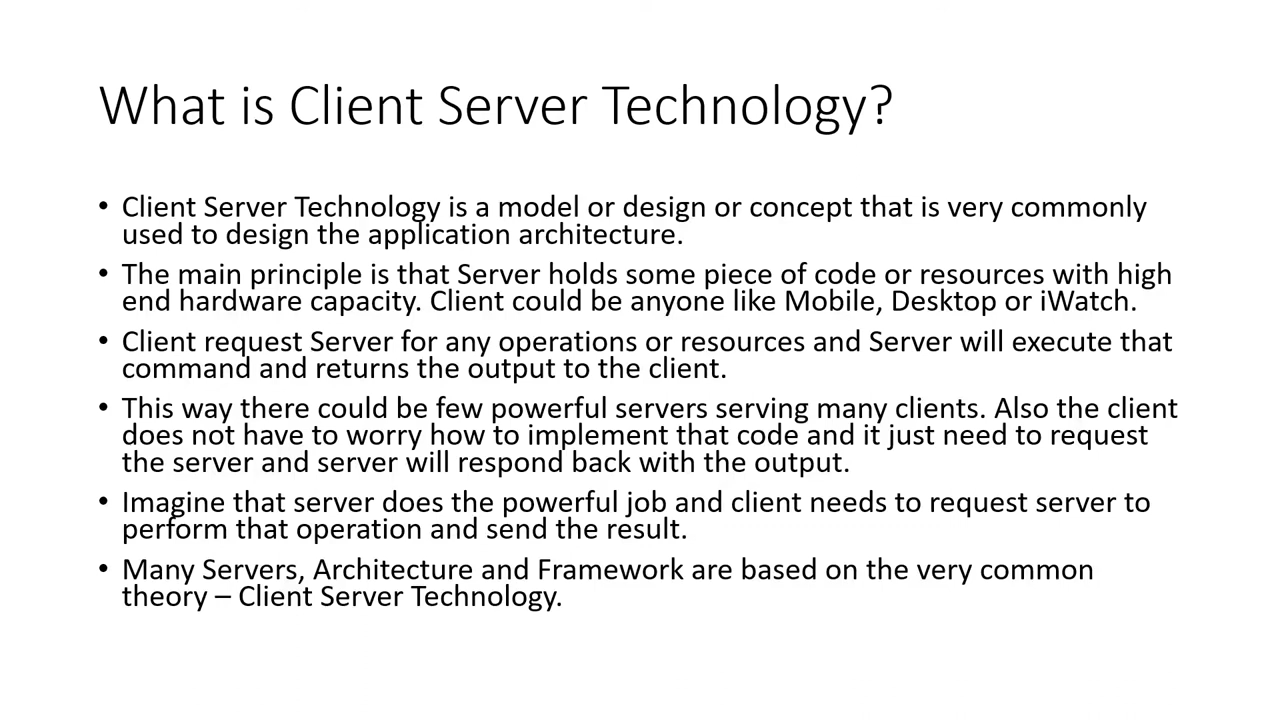 What is Client Server Technology?
• Client Server Technology is a model or design or concept that is very commonly
used to design the application architecture.
• The main principle is that Server holds some piece of code or resources with high
end hardware capacity. Client could be anyone like Mobile, Desktop or iWatch.
• Client request Server for any operations or resources and Server will execute that
command and returns the output to the client.
• This way there could be few powerful servers serving many clients. Also the client
does not have to worry how to implement that code and it just need to request
the server and server will respond back with the output.
• Imagine that server does the powerful job and client needs to request server to
perform that operation and send the result.
• Many Servers, Architecture and Framework are based on the very common
theory – Client Server Technology.